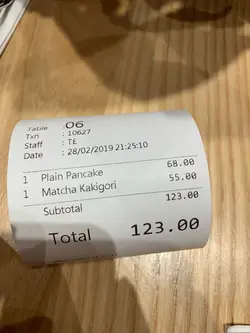 Table : 06
Txn : 10627
Staff : TE
Date : 28/02/2019 21:25:10
1 Plain Pancake 68.00
1 Matcha Kakigori 55.00
Subtotal 123.00
Total 123.00